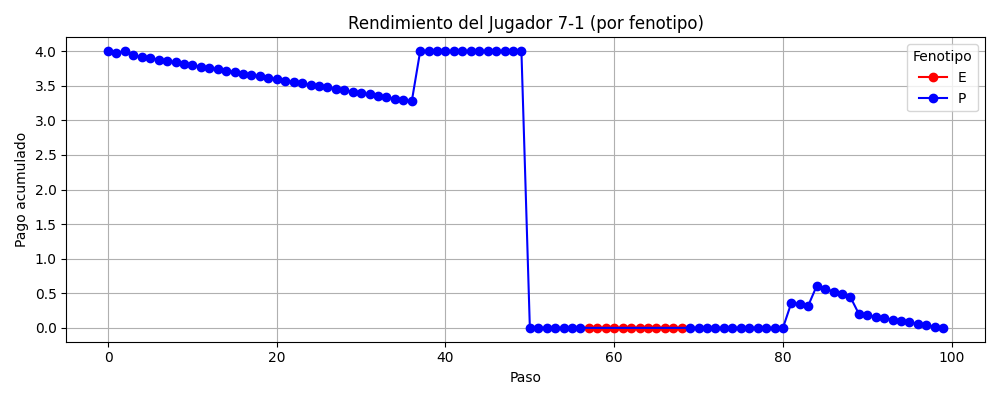 Rendimiento del Jugador 7-1 (por fenotipo)
Pago acumulado
4.0
3.5
3.0
2.5
2.0
1.5
1.0
0.5
0.0
Fenotipo
E
P
0 20 40 60 80 100
Paso